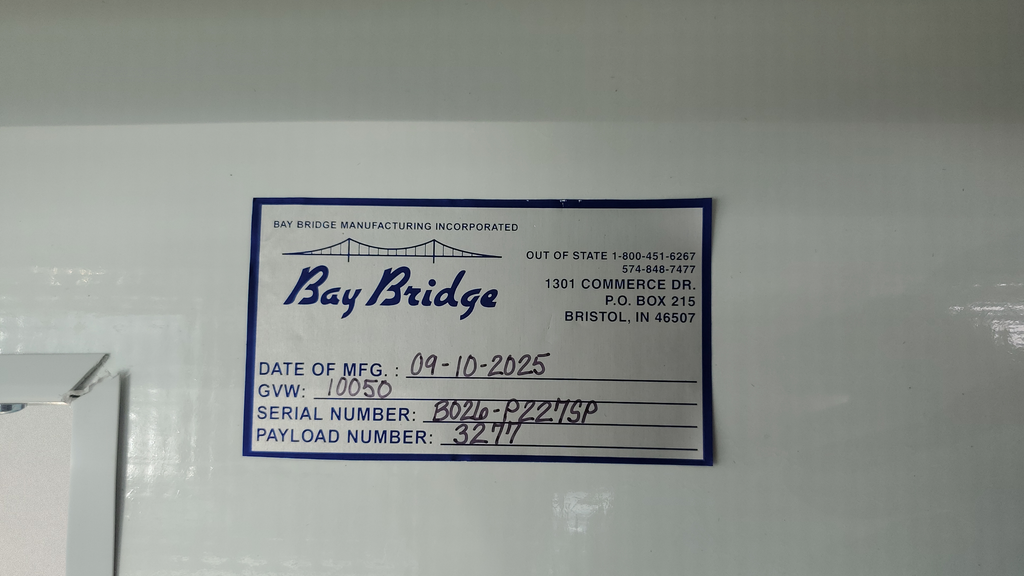 BAY BRIDGE MANUFACTURING INCORPORATED
Bay Bridge
OUT OF STATE 1-800-451-6267
574-848-7477
1301 COMMERCE DR.
P.O. BOX 215
BRISTOL, IN 46507
DATE OF MFG. : 09-10-2025
GVW: 10050
SERIAL NUMBER: B026-P227SP
PAYLOAD NUMBER: 3277